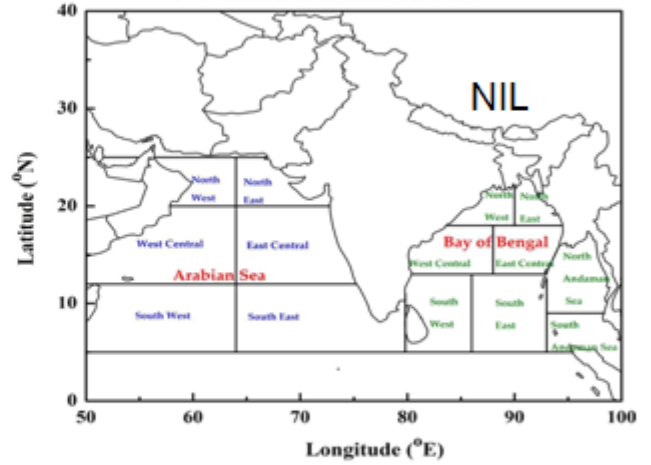 40
NIL
30
North
West
North
East
20
North
West
North
East
West Central
East Central
Bay of Bengal
Arabian Sea
West Central
East Central
North
Andaman
Sea
10
South West
South East
South
West
South
East
South
Andaman Sea
0
50
60
70
80
90
100
Latitude (°N)
Longitude (°E)